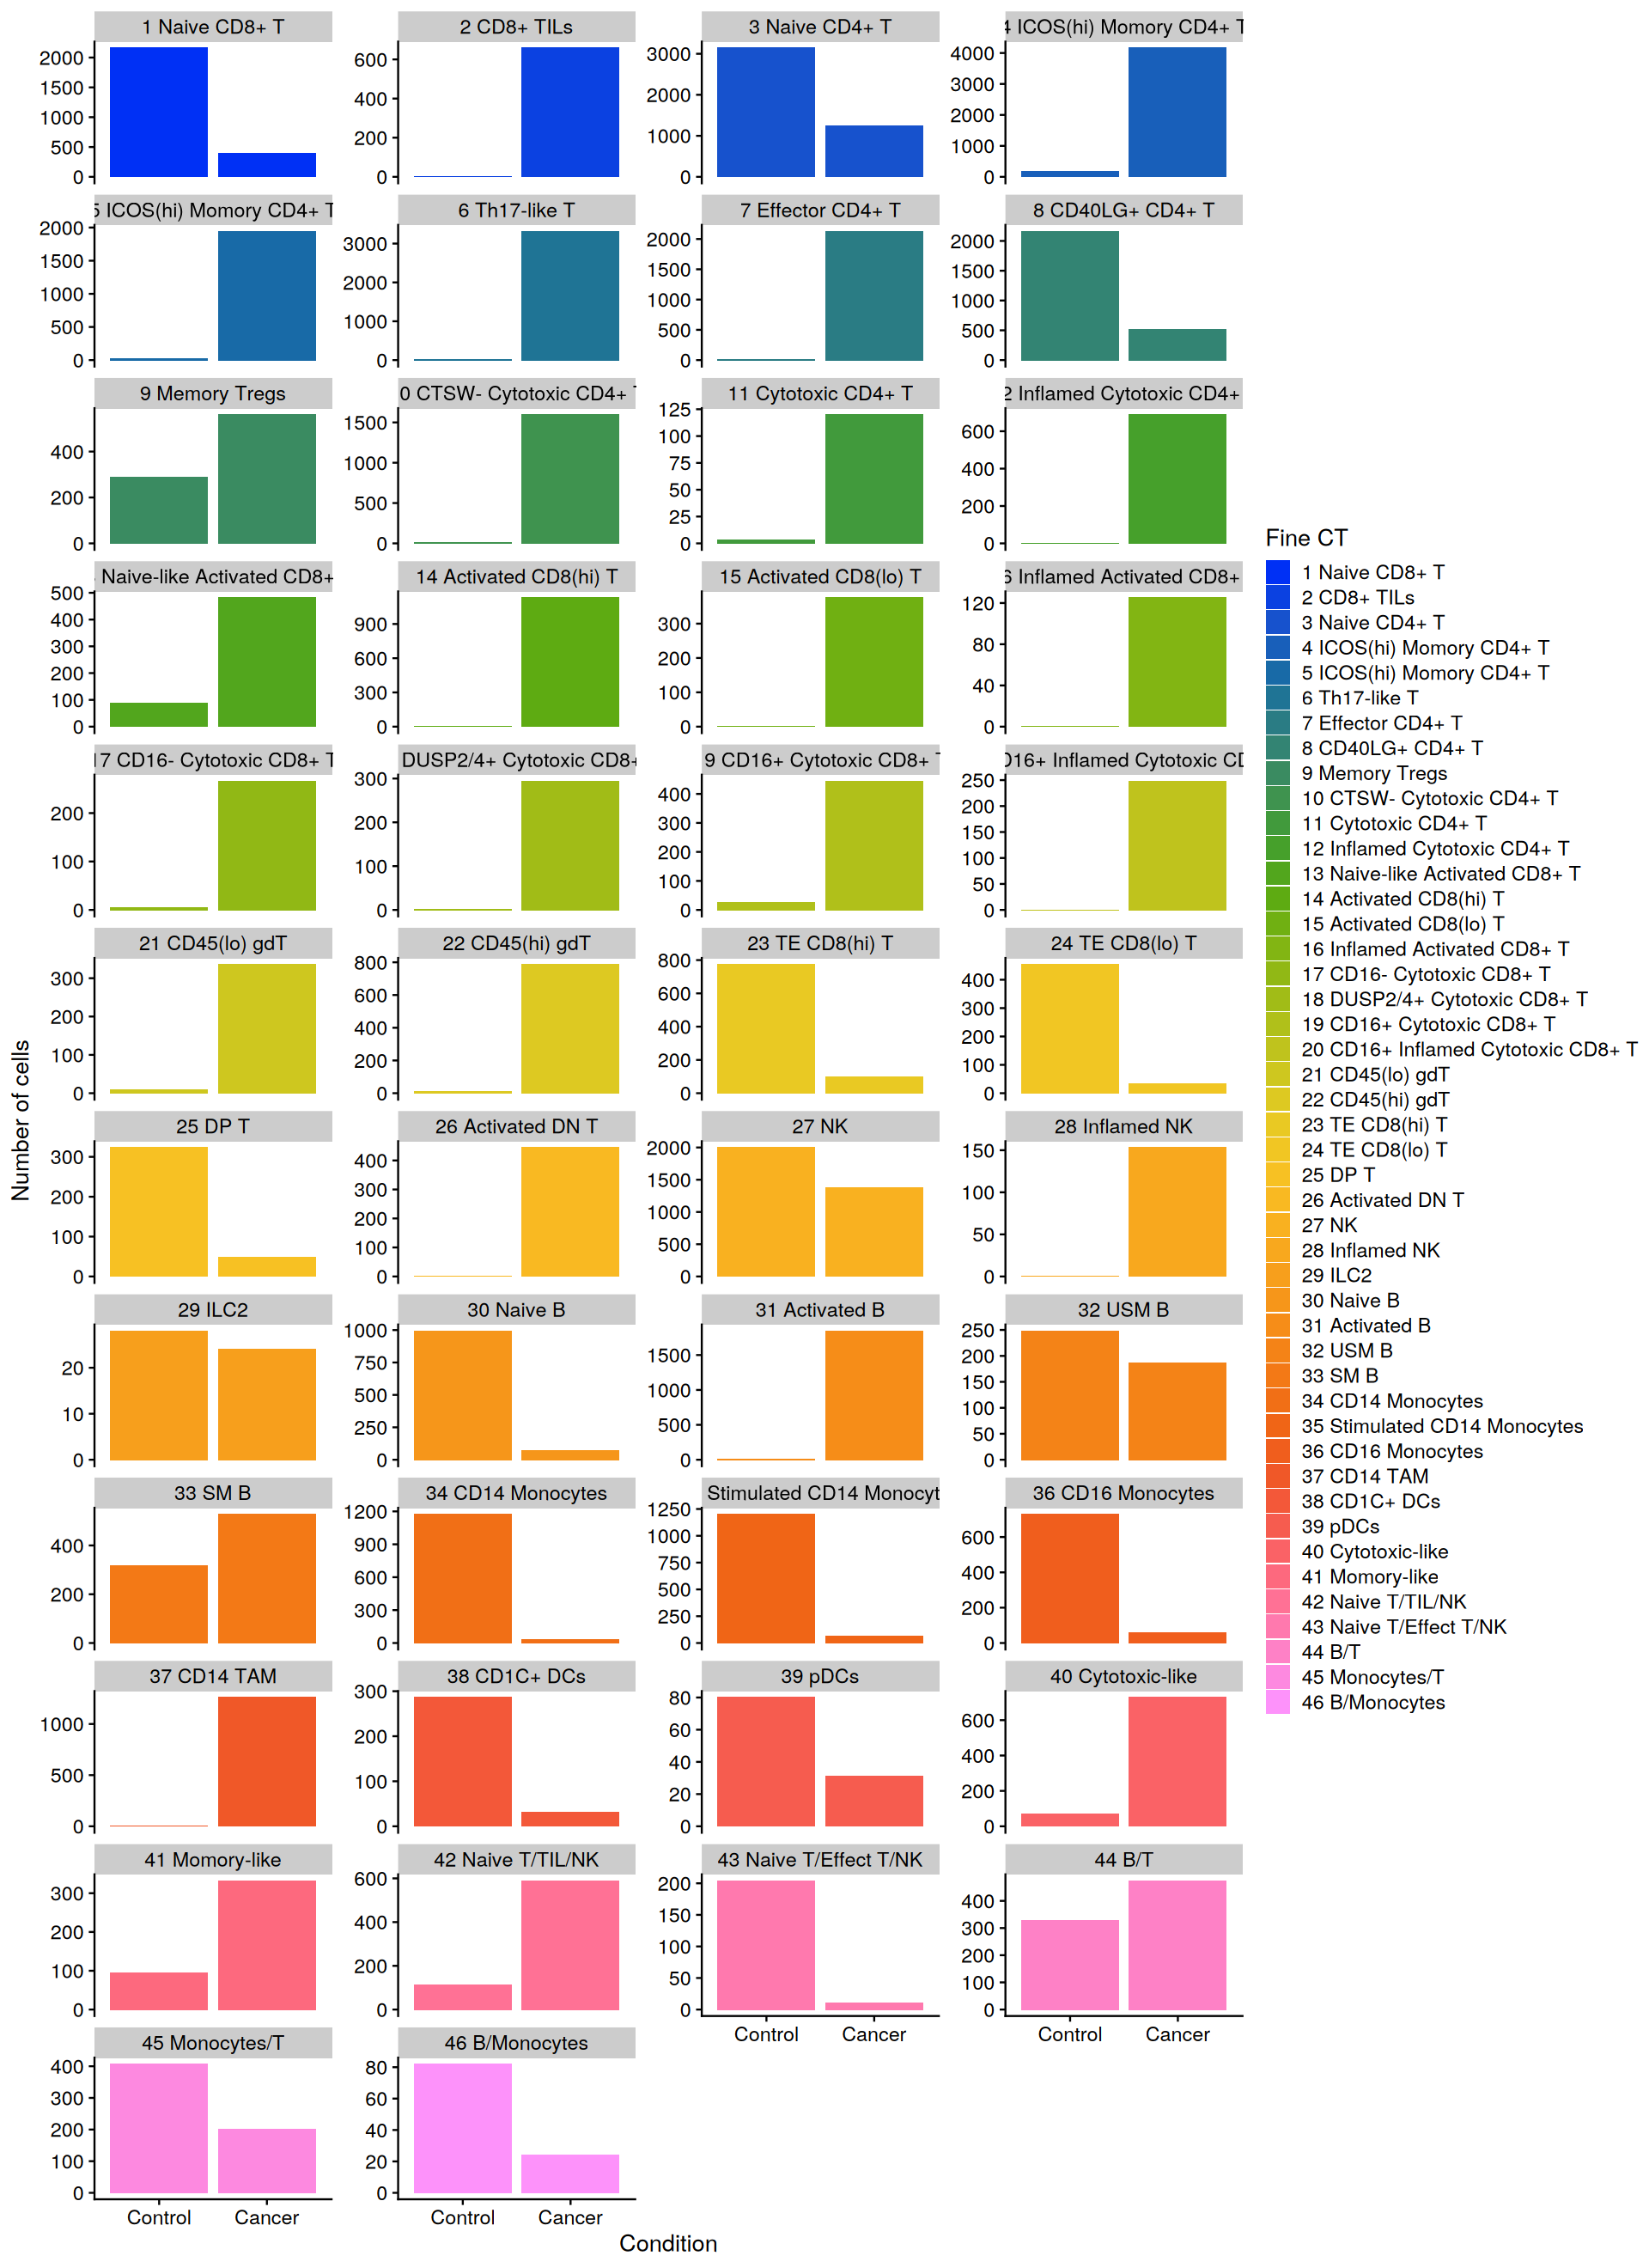 1 Naive CD8+ T
2 CD8+ TILs
3 Naive CD4+ T
4 ICOS(hi) Momory CD4+ T
2000
1500
1000
500
0
600
400
200
0
3000
2000
1000
0
4000
3000
2000
1000
0
5 ICOS(hi) Momory CD4+ T
6 Th17-like T
7 Effector CD4+ T
8 CD40LG+ CD4+ T
2000
1500
1000
500
0
3000
2000
1000
0
2000
1500
1000
500
0
2000
1500
1000
500
0
9 Memory Tregs
0 CTSW- Cytotoxic CD4+ T
11 Cytotoxic CD4+ T
2 Inflamed Cytotoxic CD4+
400
200
0
1500
1000
500
0
125
100
75
50
25
0
600
400
200
0
Naive-like Activated CD8+
14 Activated CD8(hi) T
15 Activated CD8(lo) T
6 Inflamed Activated CD8+
500
400
300
200
100
0
900
600
300
0
300
200
100
0
120
80
40
0
17 CD16- Cytotoxic CD8+ T
DUSP2/4+ Cytotoxic CD8+
9 CD16+ Cytotoxic CD8+ T
D16+ Inflamed Cytotoxic CD
200
100
0
300
200
100
0
400
300
200
100
0
250
200
150
100
50
0
21 CD45(lo) gdT
22 CD45(hi) gdT
23 TE CD8(hi) T
24 TE CD8(lo) T
300
200
100
0
800
600
400
200
0
800
600
400
200
0
400
300
200
100
0
25 DP T
26 Activated DN T
27 NK
28 Inflamed NK
300
200
100
0
400
300
200
100
0
2000
1500
1000
500
0
150
100
50
0
29 ILC2
30 Naive B
31 Activated B
32 USM B
20
10
0
1000
750
500
250
0
1500
1000
500
0
250
200
150
100
50
0
33 SM B
34 CD14 Monocytes
Stimulated CD14 Monocyt
36 CD16 Monocytes
400
200
0
1200
900
600
300
0
1250
1000
750
500
250
0
600
400
200
0
37 CD14 TAM
38 CD1C+ DCs
39 pDCs
40 Cytotoxic-like
1000
500
0
300
200
100
0
80
60
40
20
0
600
400
200
0
41 Momory-like
42 Naive T/TIL/NK
43 Naive T/Effect T/NK
44 B/T
300
200
100
0
600
400
200
0
200
150
100
50
0
400
300
200
100
0
Control
Cancer
Control
Cancer
45 Monocytes/T
46 B/Monocytes
400
300
200
100
0
80
60
40
20
0
Control
Cancer
Control
Cancer
Condition
Number of cells
Fine CT
1 Naive CD8+ T
2 CD8+ TILs
3 Naive CD4+ T
4 ICOS(hi) Momory CD4+ T
5 ICOS(hi) Momory CD4+ T
6 Th17-like T
7 Effector CD4+ T
8 CD40LG+ CD4+ T
9 Memory Tregs
10 CTSW- Cytotoxic CD4+ T
11 Cytotoxic CD4+ T
12 Inflamed Cytotoxic CD4+ T
13 Naive-like Activated CD8+ T
14 Activated CD8(hi) T
15 Activated CD8(lo) T
16 Inflamed Activated CD8+ T
17 CD16- Cytotoxic CD8+ T
18 DUSP2/4+ Cytotoxic CD8+ T
19 CD16+ Cytotoxic CD8+ T
20 CD16+ Inflamed Cytotoxic CD8+ T
21 CD45(lo) gdT
22 CD45(hi) gdT
23 TE CD8(hi) T
24 TE CD8(lo) T
25 DP T
26 Activated DN T
27 NK
28 Inflamed NK
29 ILC2
30 Naive B
31 Activated B
32 USM B
33 SM B
34 CD14 Monocytes
35 Stimulated CD14 Monocytes
36 CD16 Monocytes
37 CD14 TAM
38 CD1C+ DCs
39 pDCs
40 Cytotoxic-like
41 Momory-like
42 Naive T/TIL/NK
43 Naive T/Effect T/NK
44 B/T
45 Monocytes/T
46 B/Monocytes